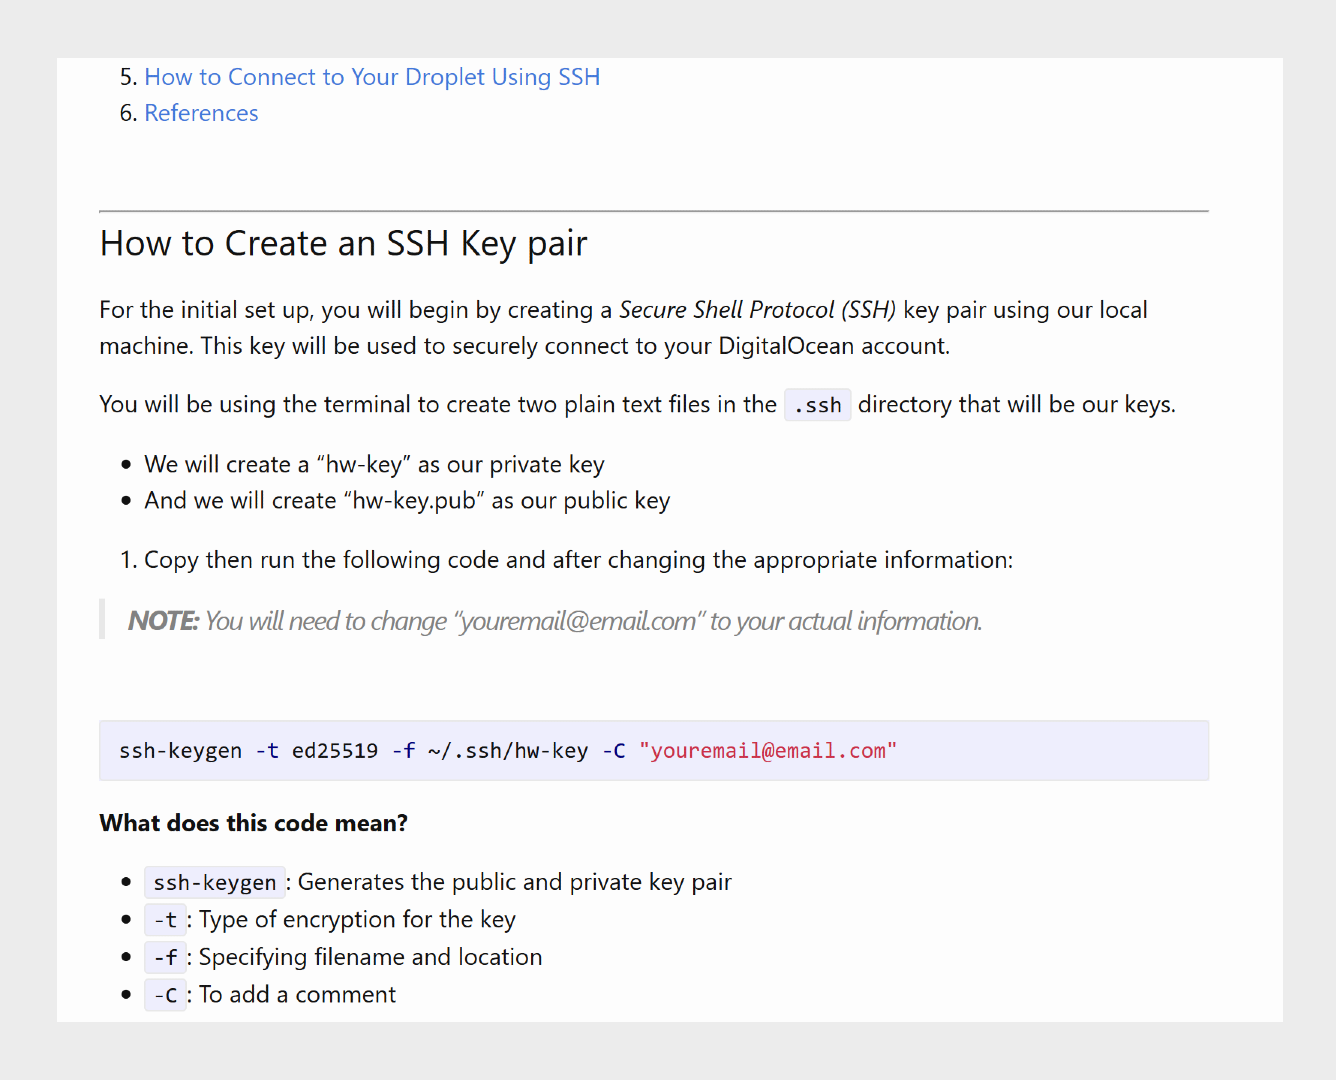 5. How to Connect to Your Droplet Using SSH
6. References
How to Create an SSH Key pair
For the initial set up, you will begin by creating a Secure Shell Protocol (SSH) key pair using our local
machine. This key will be used to securely connect to your DigitalOcean account.
You will be using the terminal to create two plain text files in the .ssh directory that will be our keys.
• We will create a “hw-key” as our private key
• And we will create “hw-key.pub” as our public key
1. Copy then run the following code and after changing the appropriate information:
NOTE: You will need to change “youremail@email.com” to your actual information.
ssh-keygen -t ed25519 -f ~/.ssh/hw-key -C "youremail@email.com"
What does this code mean?
• ssh-keygen: Generates the public and private key pair
• -t: Type of encryption for the key
• -f: Specifying filename and location
• -C: To add a comment